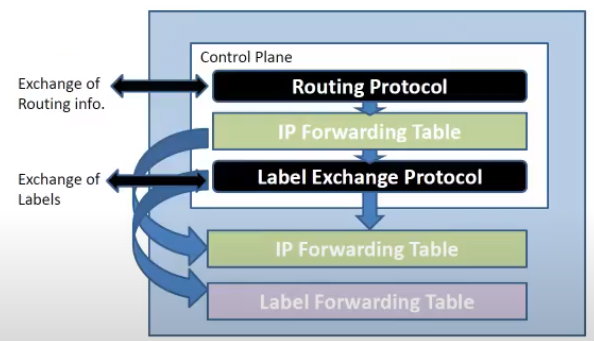 Control Plane
Exchange of
Routing info.
Routing Protocol
IP Forwarding Table
Exchange of
Labels
Label Exchange Protocol
IP Forwarding Table
Label Forwarding Table